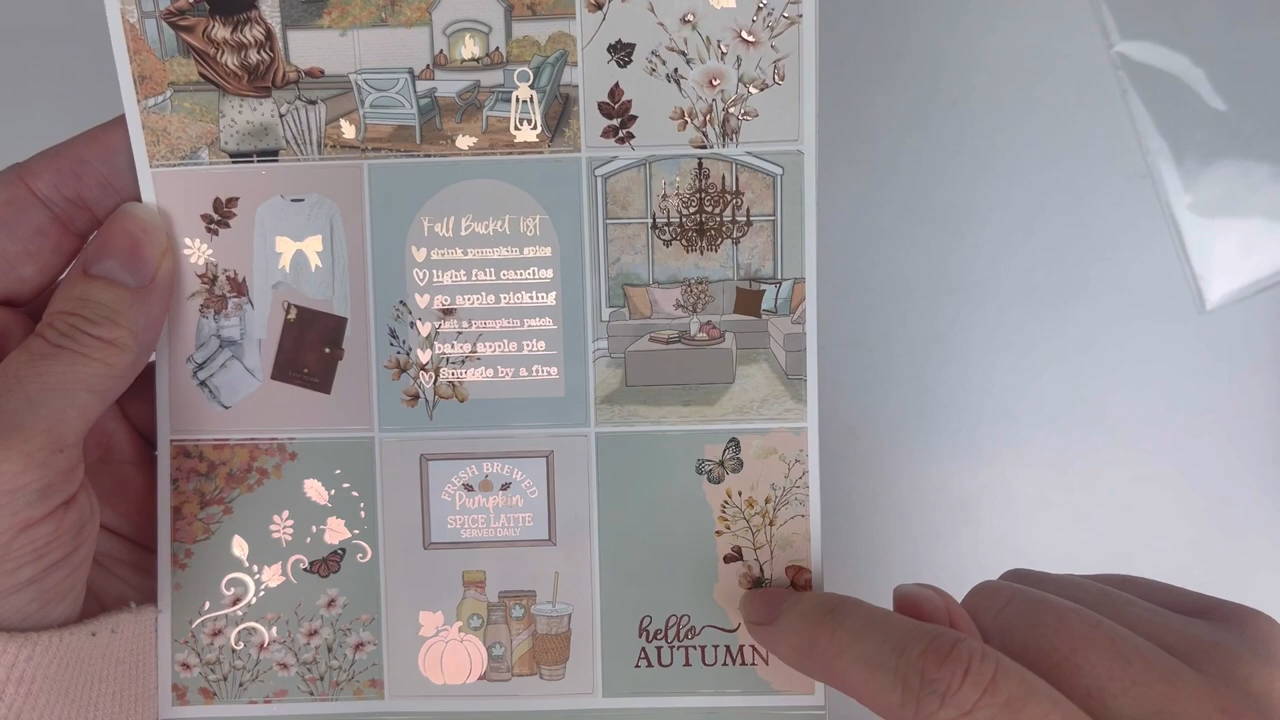 Fall Bucket list
drink pumpkin spice
light fall candles
go apple picking
visit a pumpkin patch
bake apple pie
Snuggle by a fire
FRESH BREWED
Pumpkin
SPICE LATTE
SERVED DAILY
hello
AUTUMN